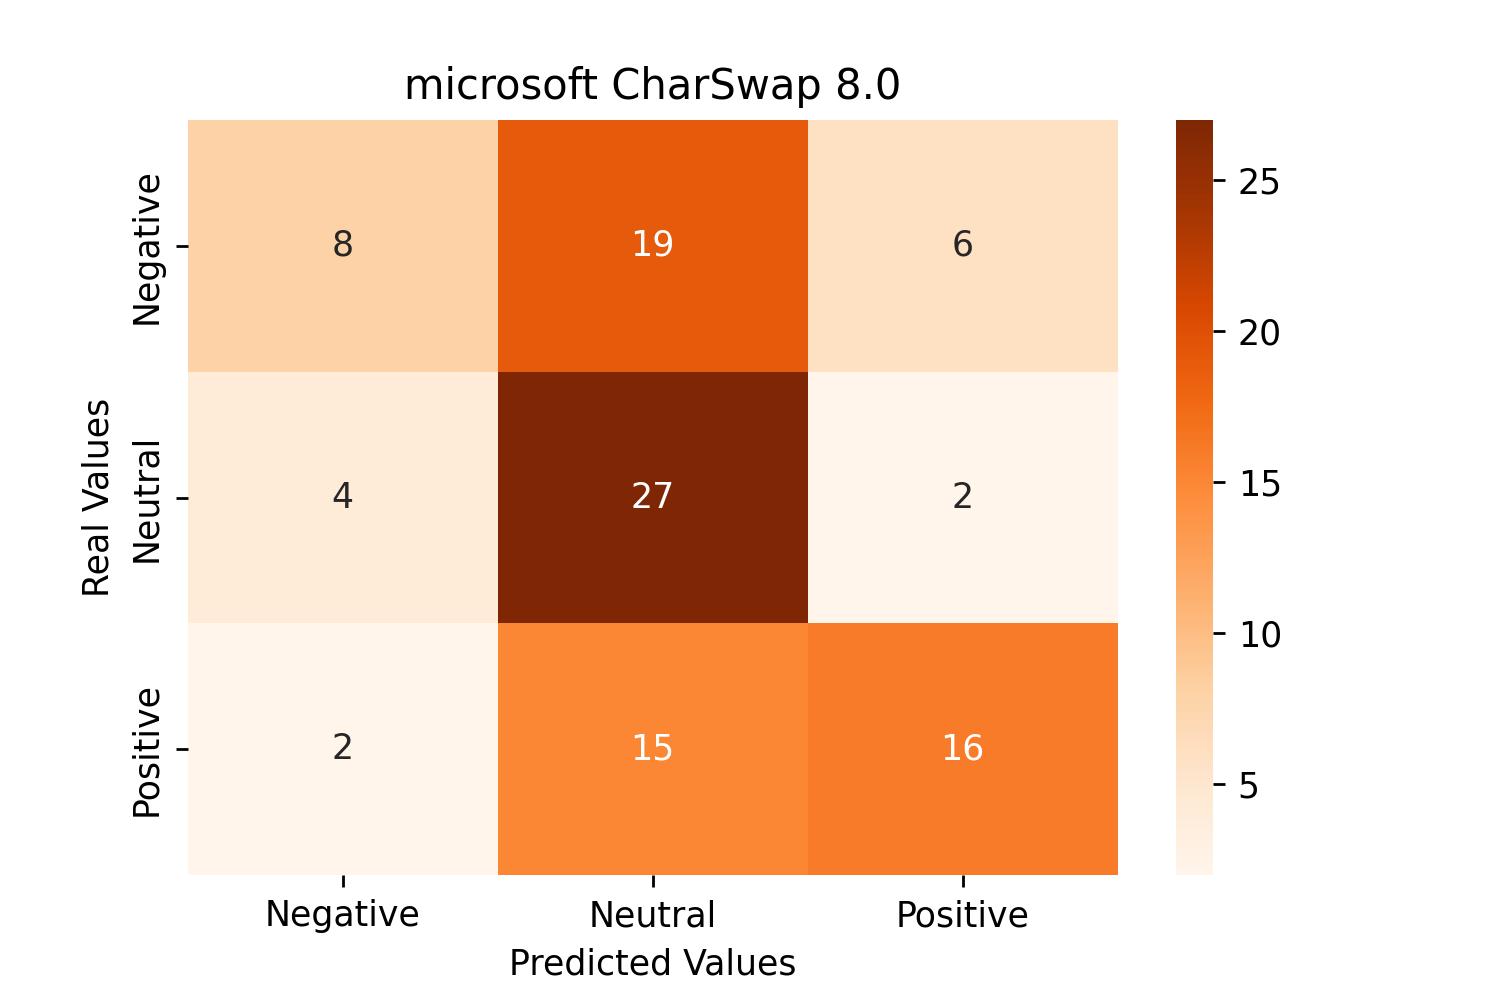 microsoft CharSwap 8.0
Real Values
Negative
8 19 6
Neutral
4 27 2
Positive
2 15 16
Negative Neutral Positive
Predicted Values
25
20
15
10
5